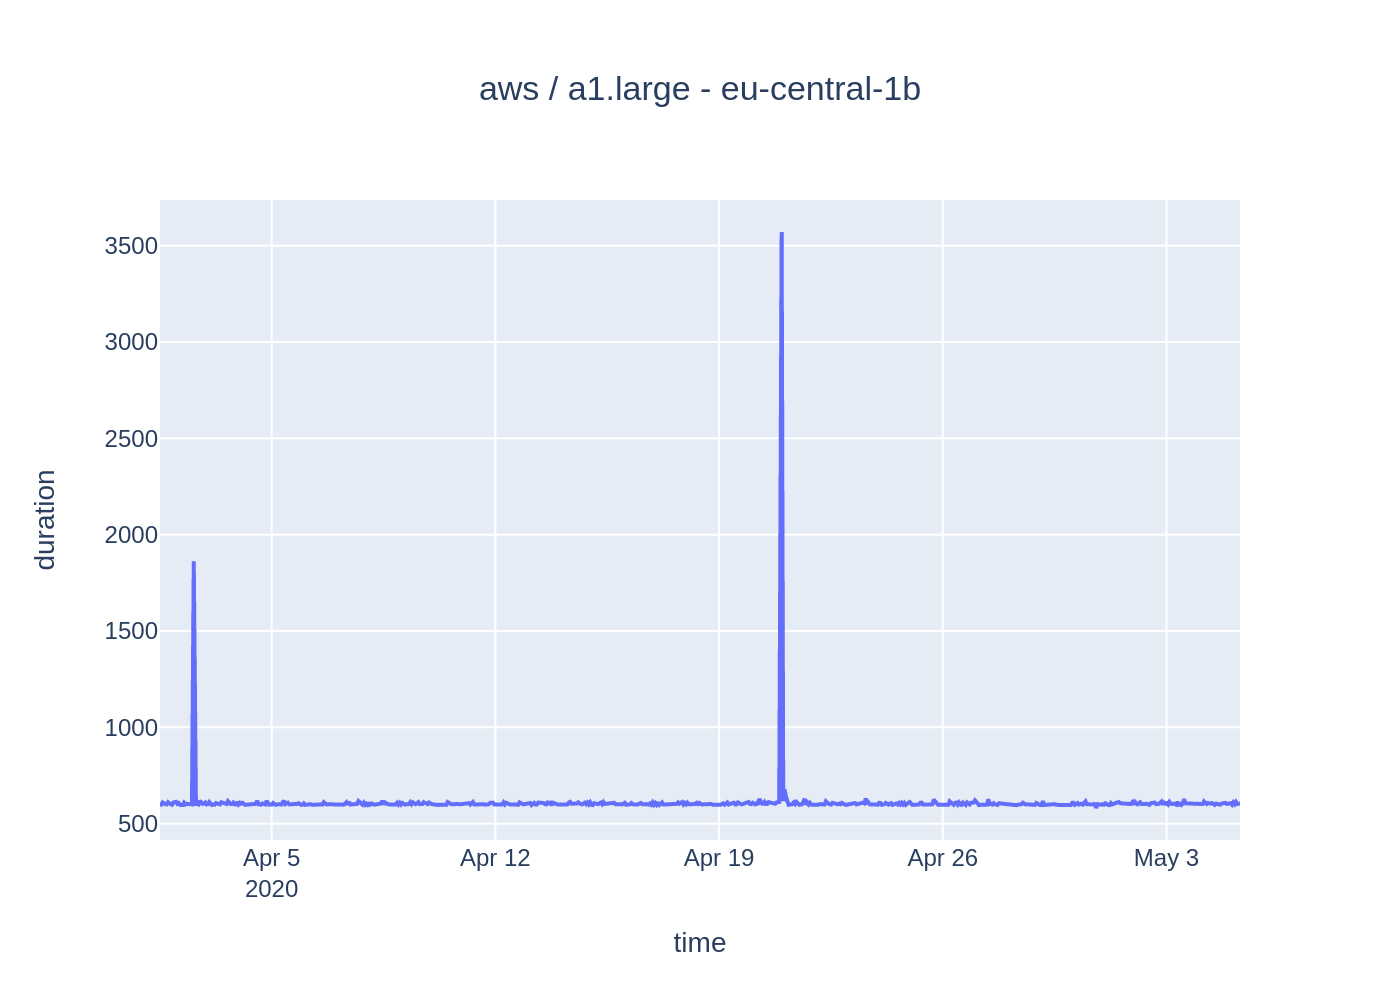 aws / a1.large - eu-central-1b
3500
3000
2500
2000
1500
1000
500
duration
Apr 5
2020
Apr 12
Apr 19
Apr 26
May 3
time